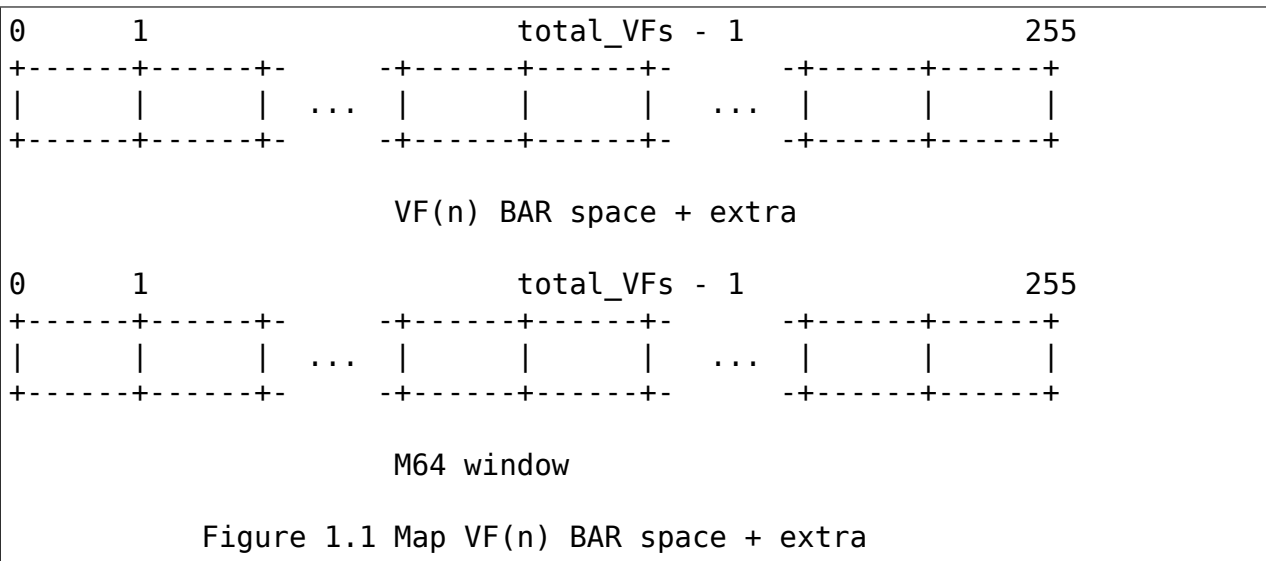 0      1                     total_VFs - 1                255
+------+------+-     -+------+------+-      -+------+------+
|      |      |  ...  |      |      |   ...  |      |      |
+------+------+-     -+------+------+-      -+------+------+
VF(n) BAR space + extra
0      1                     total_VFs - 1                255
+------+------+-     -+------+------+-      -+------+------+
|      |      |  ...  |      |      |   ...  |      |      |
+------+------+-     -+------+------+-      -+------+------+
M64 window
Figure 1.1 Map VF(n) BAR space + extra